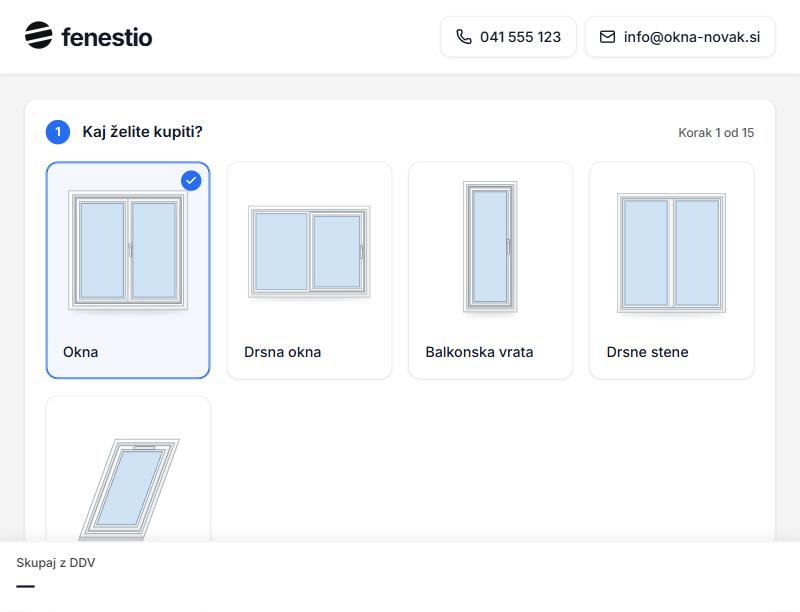 fenestio
041 555 123
info@okna-novak.si
1 Kaj želite kupiti?
Korak 1 od 15
Okna
Drsna okna
Balkonska vrata
Drsne stene
Skupaj z DDV
—